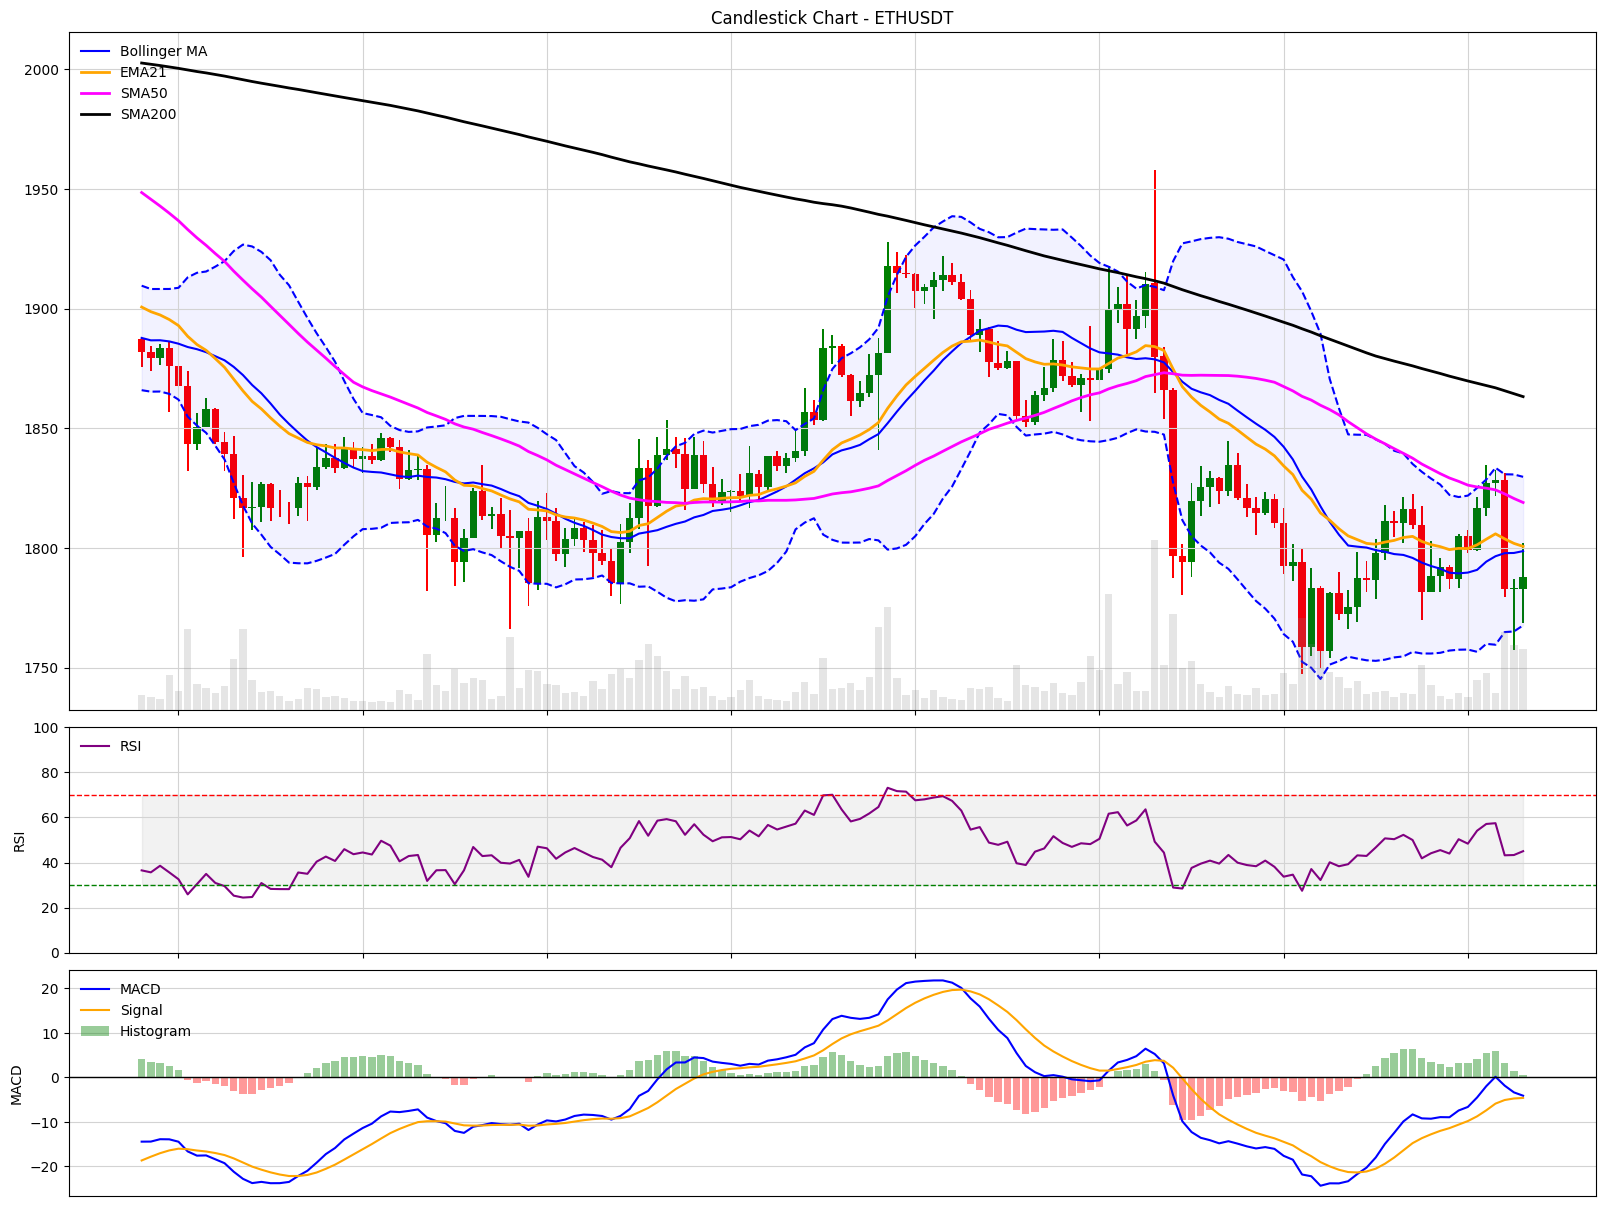 Candlestick Chart - ETHUSDT
Bollinger MA
EMA21
SMA50
SMA200
2000
1950
1900
1850
1800
1750
RSI
RSI
100
80
60
40
20
0
MACD
Signal
Histogram
MACD
20
10
0
−10
−20